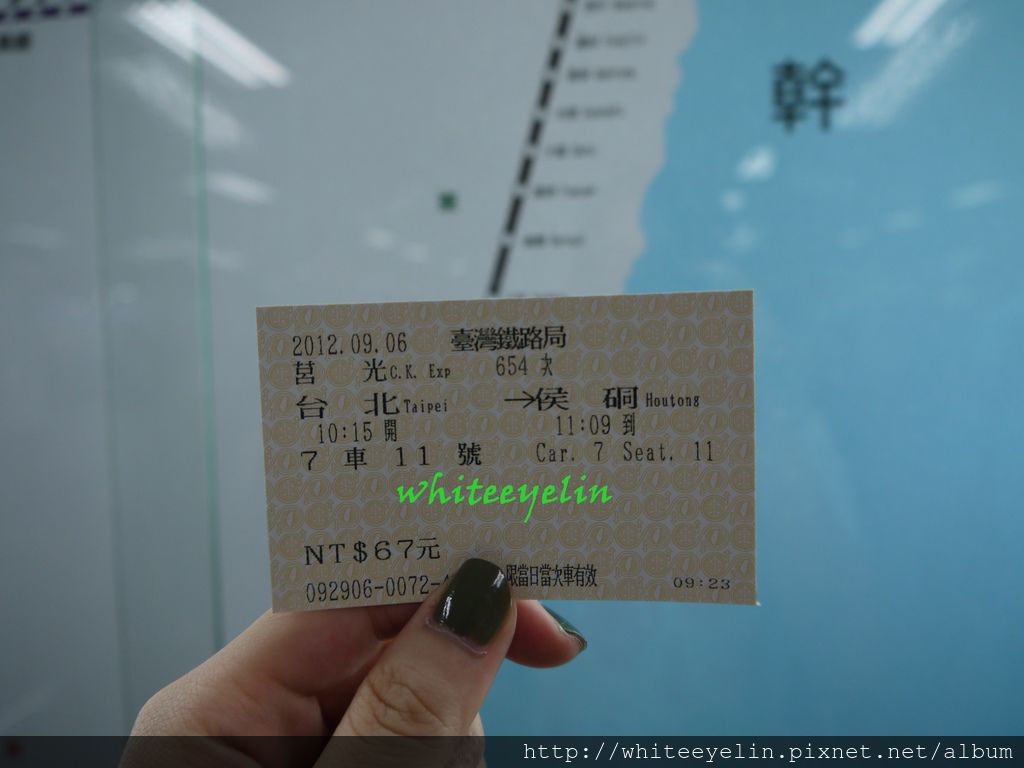 幹
2012.09.06 臺灣鐵路局
莒 光 C.K. Exp 654 次
台 北 Taipei →侯 硐 Houtong
10:15 開 11:09 到
7 車 11 號 Car. 7 Seat. 11
whiteeyelin
NT$67元
092906-0072- 限當日當次車有效 09:23
http://whiteeyelin.pixnet.net/album